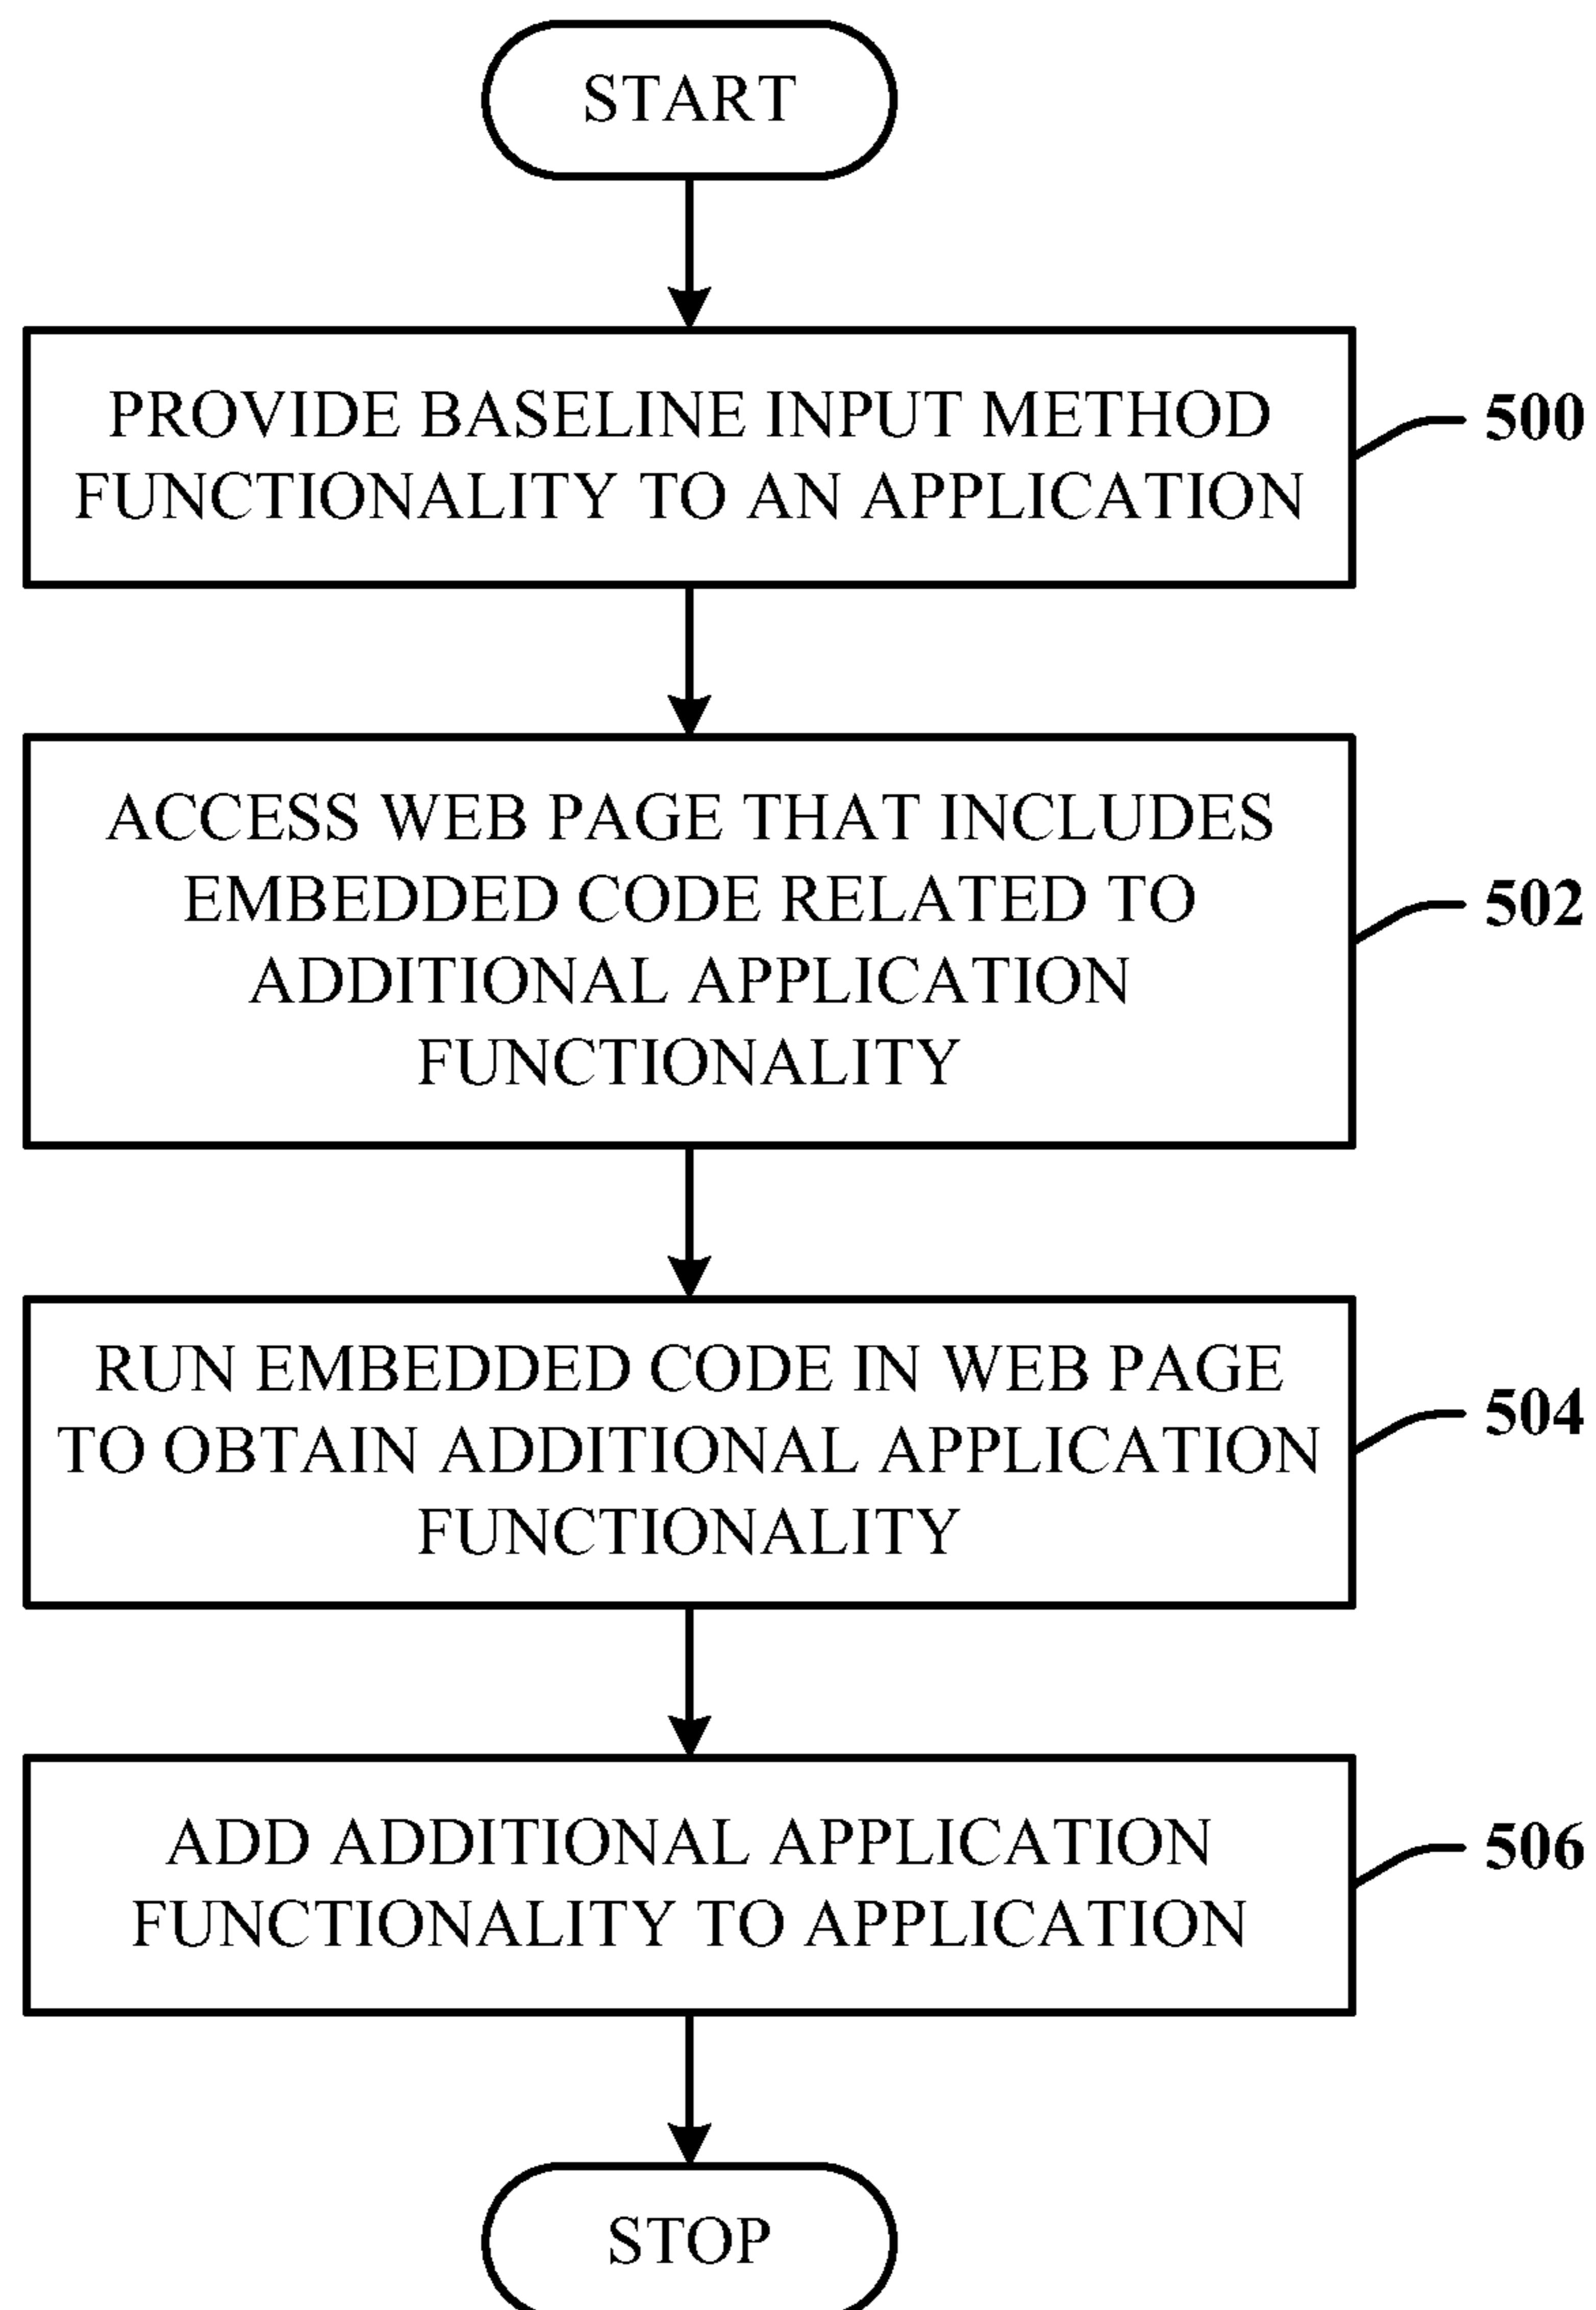 START
PROVIDE BASELINE INPUT METHOD
FUNCTIONALITY TO AN APPLICATION
500
ACCESS WEB PAGE THAT INCLUDES
EMBEDDED CODE RELATED TO
ADDITIONAL APPLICATION
FUNCTIONALITY
502
RUN EMBEDDED CODE IN WEB PAGE
TO OBTAIN ADDITIONAL APPLICATION
FUNCTIONALITY
504
ADD ADDITIONAL APPLICATION
FUNCTIONALITY TO APPLICATION
506
STOP